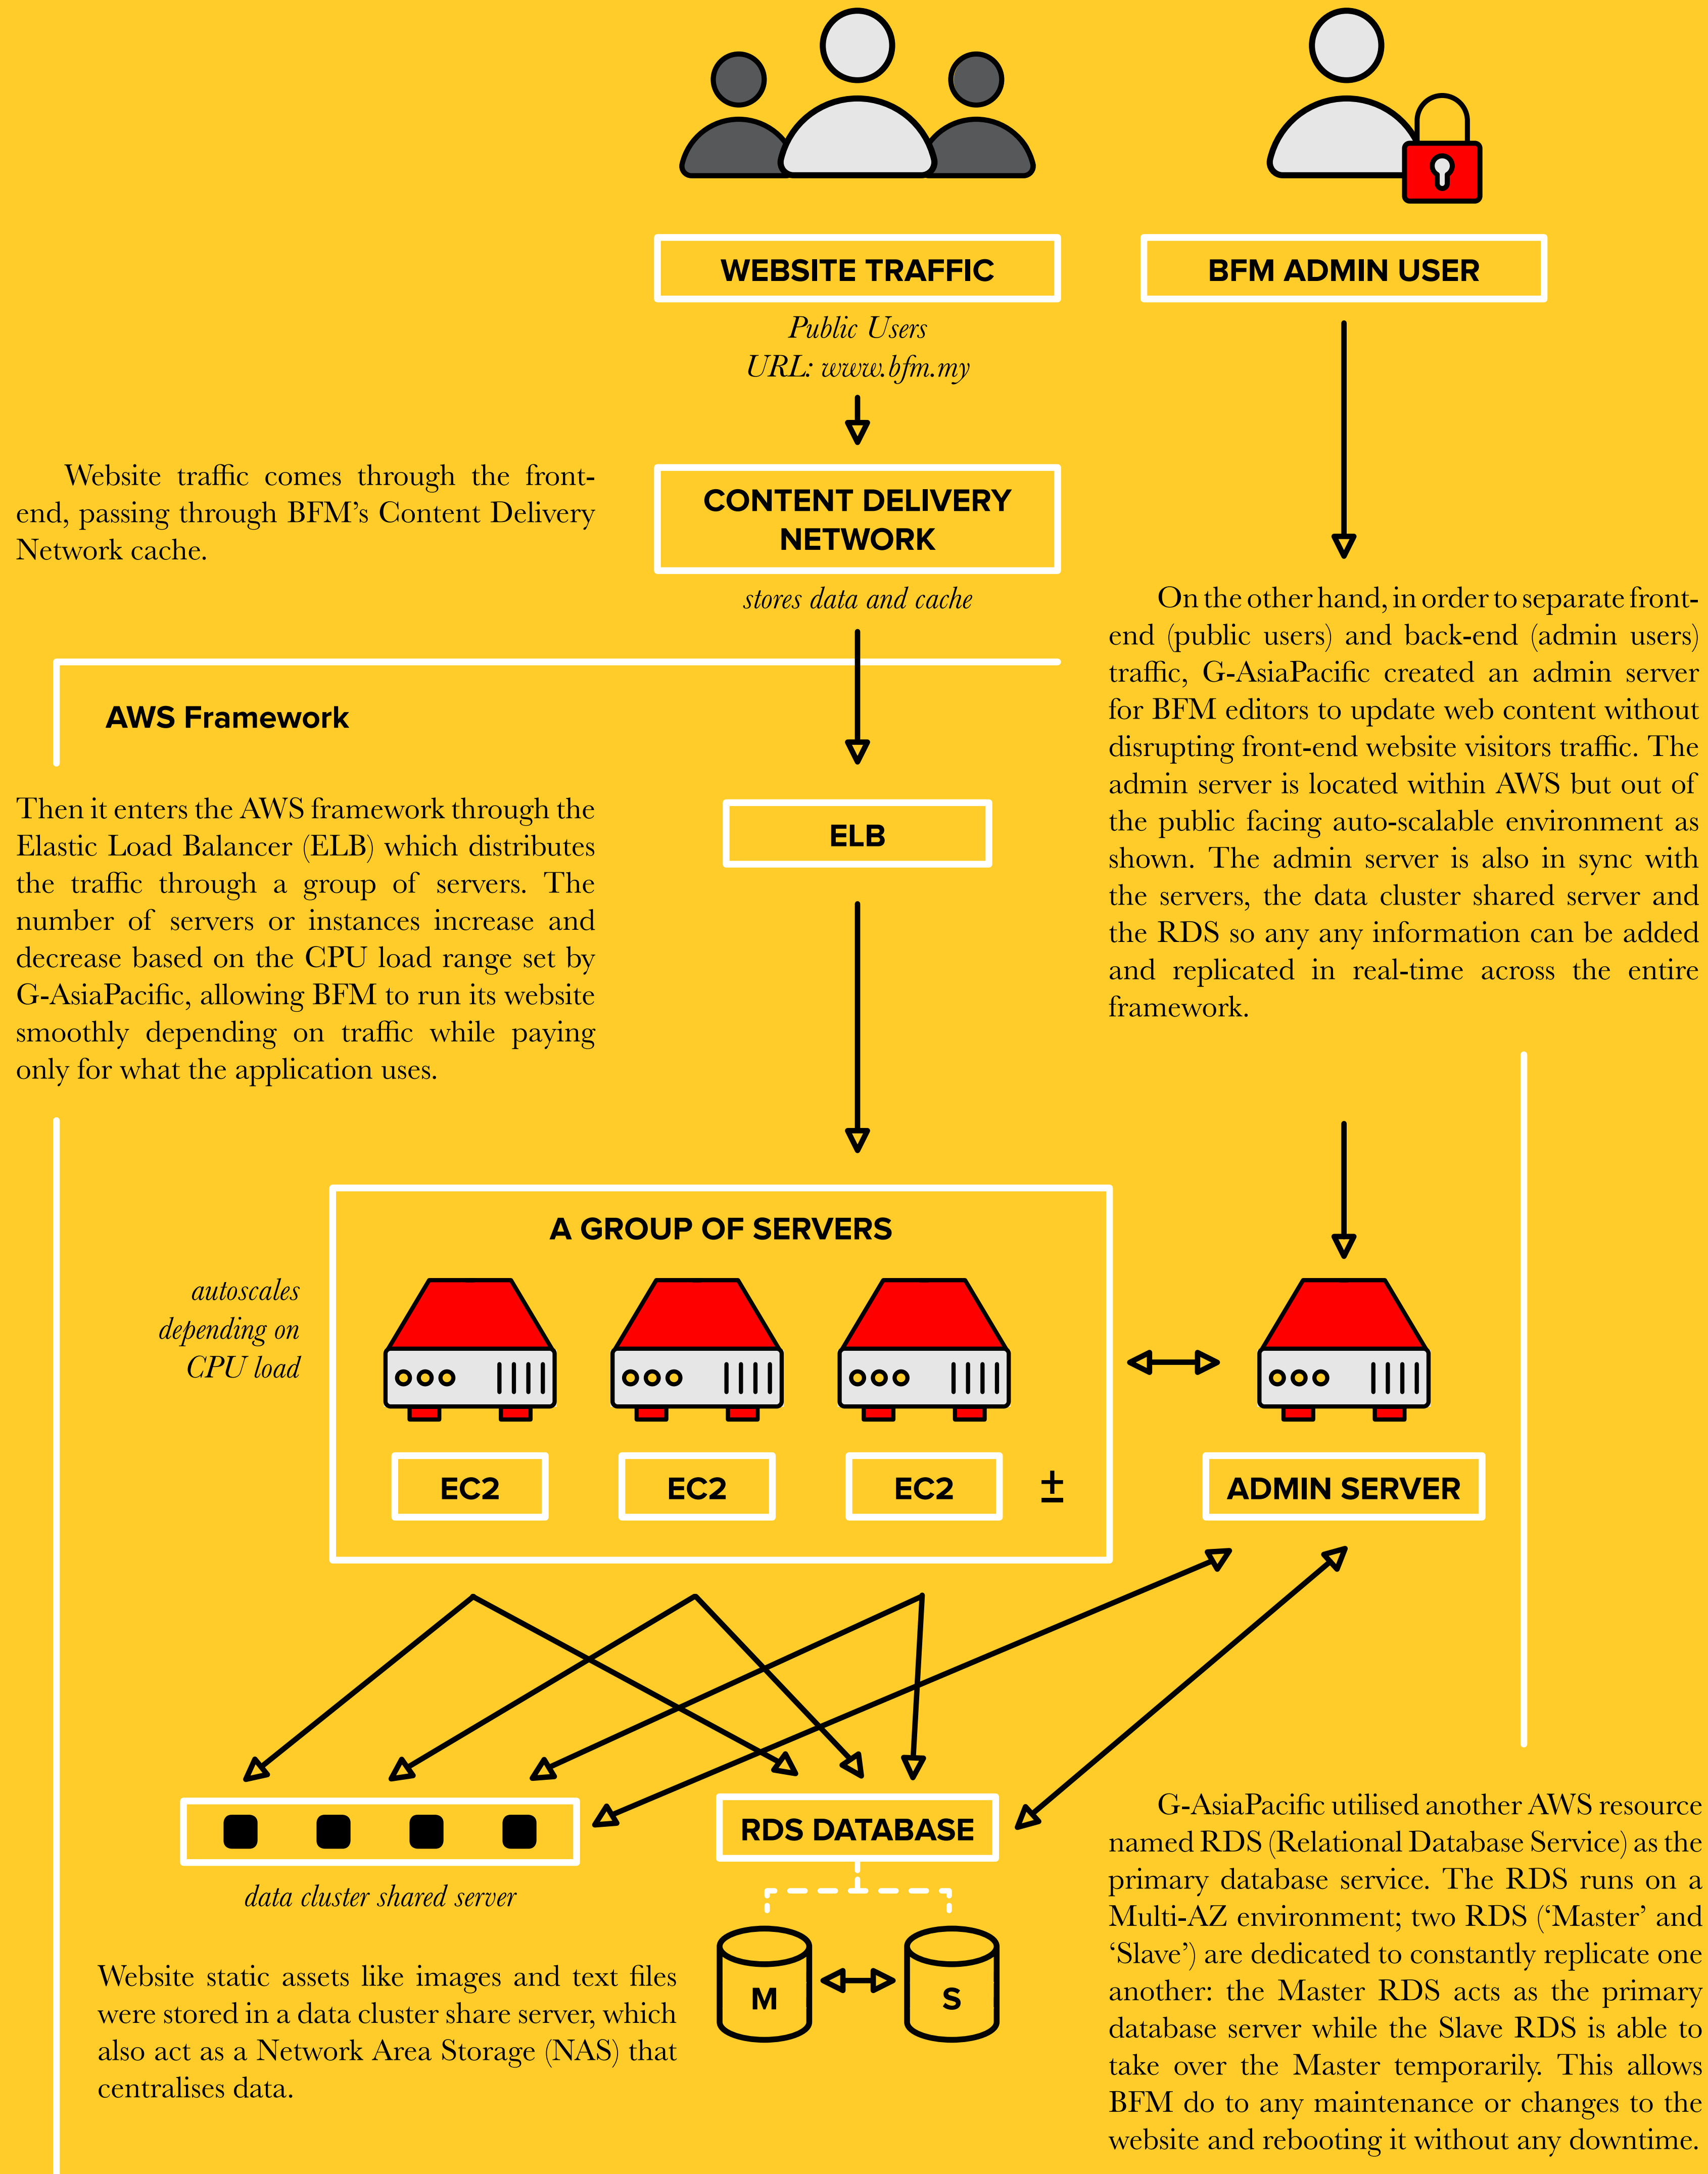 WEBSITE TRAFFIC
Public Users
URL: www.bfm.my
BFM ADMIN USER
Website traffic comes through the front-
end, passing through BFM’s Content Delivery
Network cache.
CONTENT DELIVERY
NETWORK
stores data and cache
On the other hand, in order to separate front-
end (public users) and back-end (admin users)
traffic, G-AsiaPacific created an admin server
for BFM editors to update web content without
disrupting front-end website visitors traffic. The
admin server is located within AWS but out of
the public facing auto-scalable environment as
shown. The admin server is also in sync with
the servers, the data cluster shared server and
the RDS so any any information can be added
and replicated in real-time across the entire
framework.
AWS Framework
Then it enters the AWS framework through the
Elastic Load Balancer (ELB) which distributes
the traffic through a group of servers. The
number of servers or instances increase and
decrease based on the CPU load range set by
G-AsiaPacific, allowing BFM to run its website
smoothly depending on traffic while paying
only for what the application uses.
ELB
A GROUP OF SERVERS
autoscales
depending on
CPU load
EC2
EC2
EC2
±
ADMIN SERVER
data cluster shared server
RDS DATABASE
M
S
Website static assets like images and text files
were stored in a data cluster share server, which
also act as a Network Area Storage (NAS) that
centralises data.
G-AsiaPacific utilised another AWS resource
named RDS (Relational Database Service) as the
primary database service. The RDS runs on a
Multi-AZ environment; two RDS (‘Master’ and
‘Slave’) are dedicated to constantly replicate one
another: the Master RDS acts as the primary
database server while the Slave RDS is able to
take over the Master temporarily. This allows
BFM do to any maintenance or changes to the
website and rebooting it without any downtime.